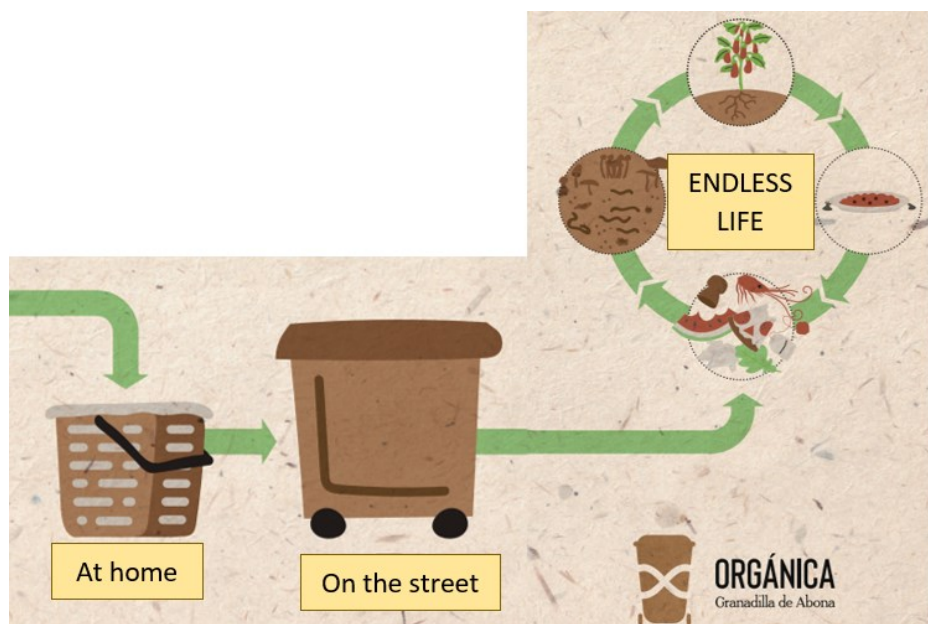 ENDLESS
LIFE
At home
On the street
ORGÁNICA
Granadilla de Abona